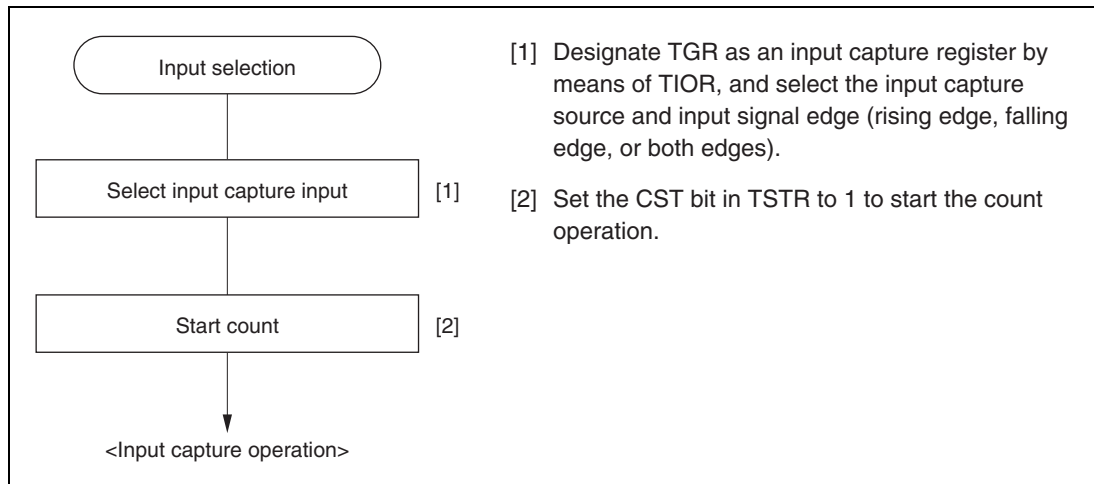 Input selection
Select input capture input [1]
Start count [2]
<Input capture operation>
[1] Designate TGR as an input capture register by
means of TIOR, and select the input capture
source and input signal edge (rising edge, falling
edge, or both edges).
[2] Set the CST bit in TSTR to 1 to start the count
operation.